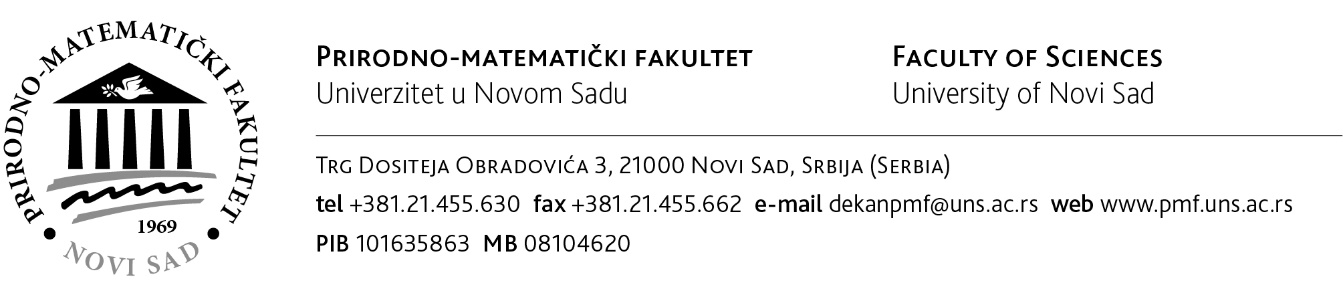 PRIRODNO-MATEMATIČKI FAKULTET
1969
NOVI SAD
PRIRODNO-MATEMATIČKI FAKULTET
Univerzitet u Novom Sadu
FACULTY OF SCIENCES
University of Novi Sad
TRG DOSITEJA OBRADOVIĆA 3, 21000 NOVI SAD, SRBIJA (SERBIA)
tel +381.21.455.630 fax +381.21.455.662 e-mail dekanpmf@uns.ac.rs web www.pmf.uns.ac.rs
PIB 101635863 MB 08104620